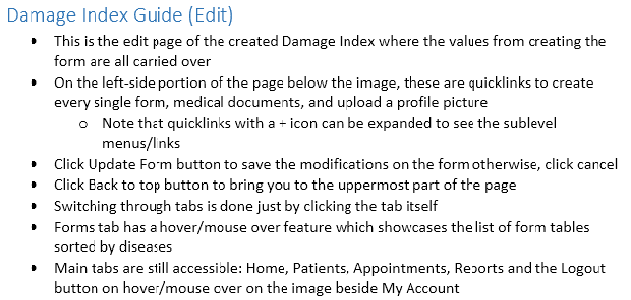 Damage Index Guide (Edit)
• This is the edit page of the created Damage Index where the values from creating the
form are all carried over
• On the left-side portion of the page below the image, these are quicklinks to create
every single form, medical documents, and upload a profile picture
o Note that quicklinks with a + icon can be expanded to see the sublevel
menus/links
• Click Update Form button to save the modifications on the form otherwise, click cancel
• Click Back to top button to bring you to the uppermost part of the page
• Switching through tabs is done just by clicking the tab itself
• Forms tab has a hover/mouse over feature which showcases the list of form tables
sorted by diseases
• Main tabs are still accessible: Home, Patients, Appointments, Reports and the Logout
button on hover/mouse over on the image beside My Account